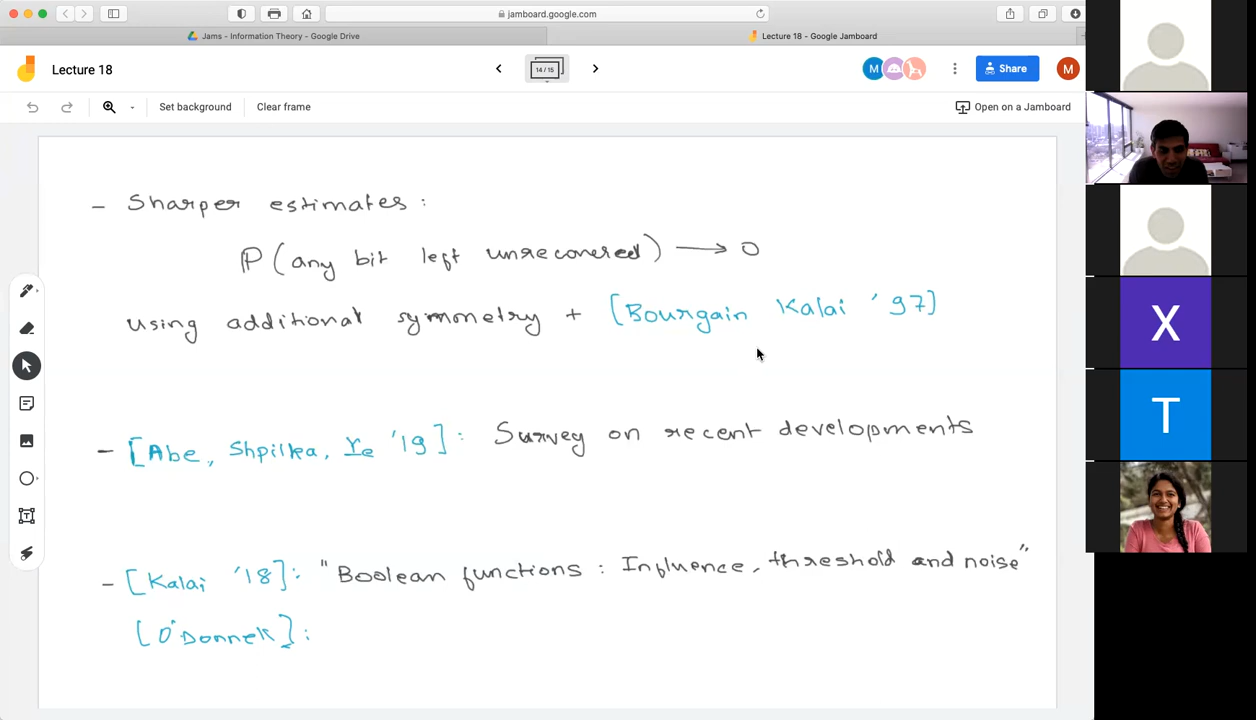 jamboard.google.com
Jams - Information Theory - Google Drive
Lecture 18 - Google Jamboard
Lecture 18
14 / 15
M
Share
M
Set background
Clear frame
Open on a Jamboard
- Sharper estimates :
P (any bit left unrecovered) → 0
using additional symmetry + [Bourgain Kalai '97]
- [Abe, Shpilka, Ye '19] : Survey on recent developments
- [Kalai '18] : "Boolean functions : Influence, threshold and noise"
[O'Donnell] :
X
T